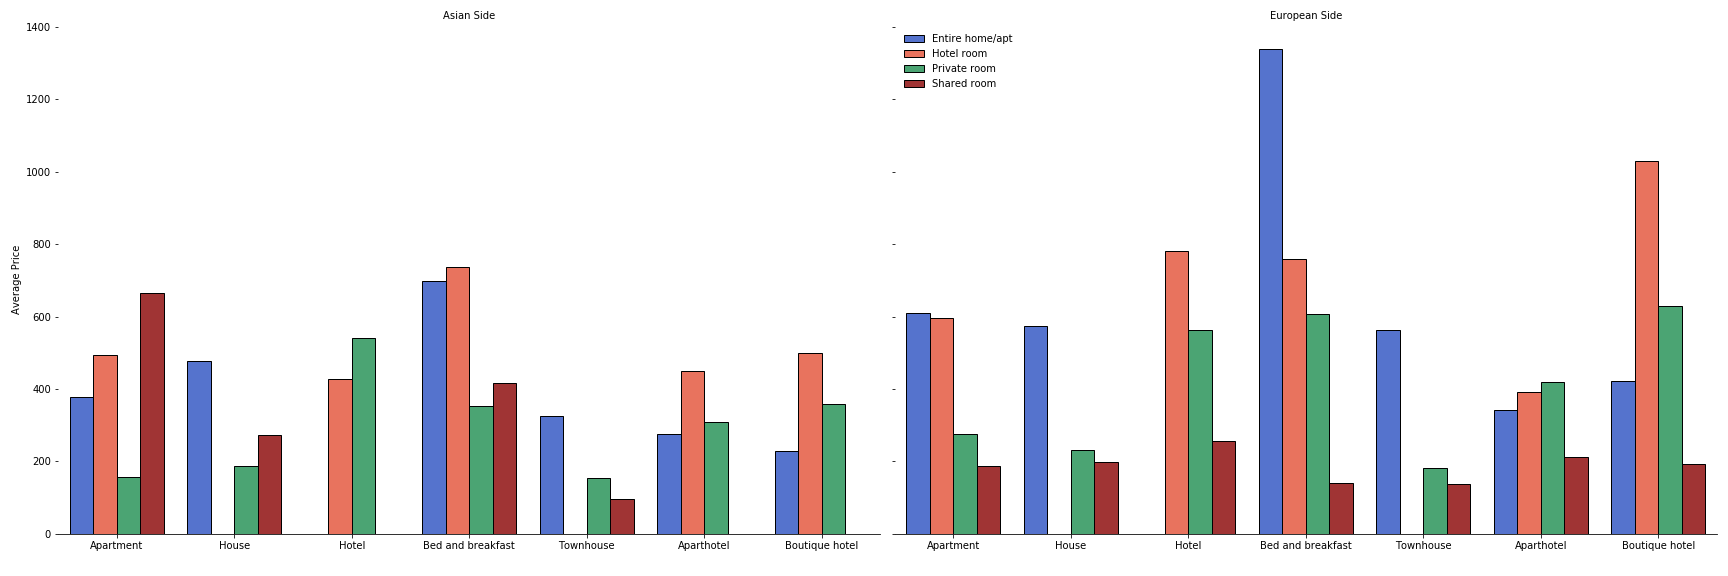 Asian Side
European Side
1400
1200
1000
800
600
400
200
0
Average Price
Entire home/apt
Hotel room
Private room
Shared room
Apartment House Hotel Bed and breakfast Townhouse Aparthotel Boutique hotel
Apartment House Hotel Bed and breakfast Townhouse Aparthotel Boutique hotel